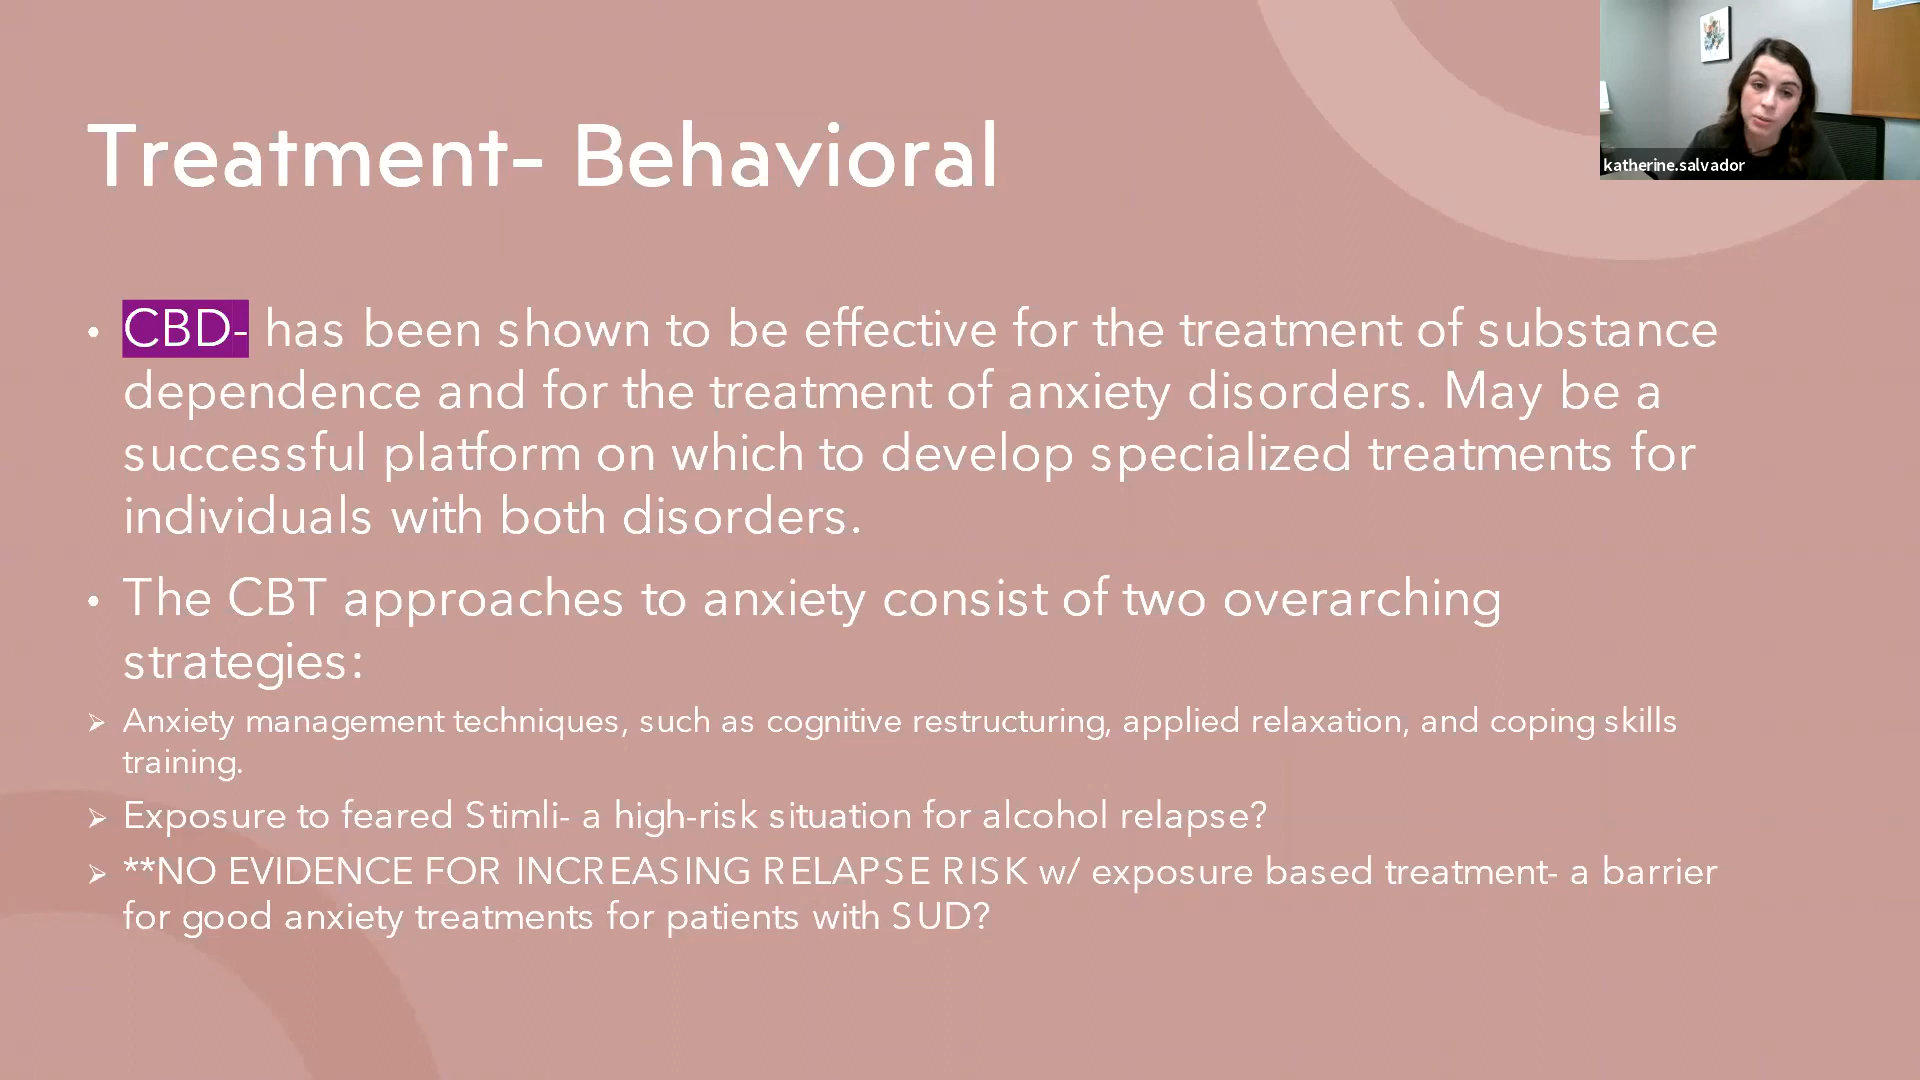 katherine.salvador
Treatment- Behavioral
• CBD- has been shown to be effective for the treatment of substance
dependence and for the treatment of anxiety disorders. May be a
successful platform on which to develop specialized treatments for
individuals with both disorders.
• The CBT approaches to anxiety consist of two overarching
strategies:
➢ Anxiety management techniques, such as cognitive restructuring, applied relaxation, and coping skills
training.
➢ Exposure to feared Stimli- a high-risk situation for alcohol relapse?
➢ **NO EVIDENCE FOR INCREASING RELAPSE RISK w/ exposure based treatment- a barrier
for good anxiety treatments for patients with SUD?